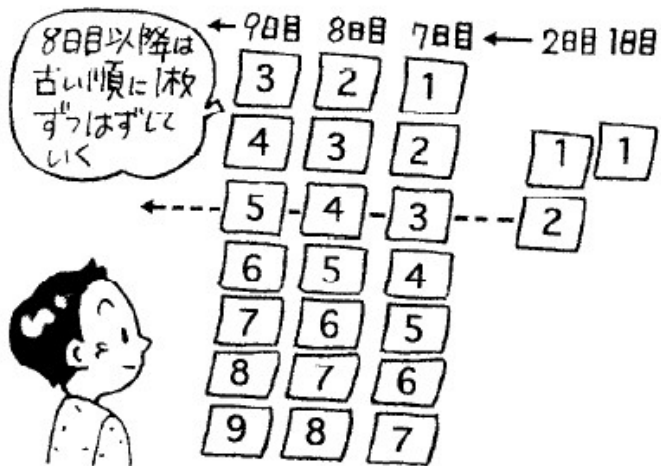 8日目以降は
古い順に1枚
ずつはずして
いく
←9日目 8日目 7日目 ← 2日目 1日目
3 2 1
4 3 2 1 1
5 4 3 2
6 5 4
7 6 5
8 7 6
9 8 7